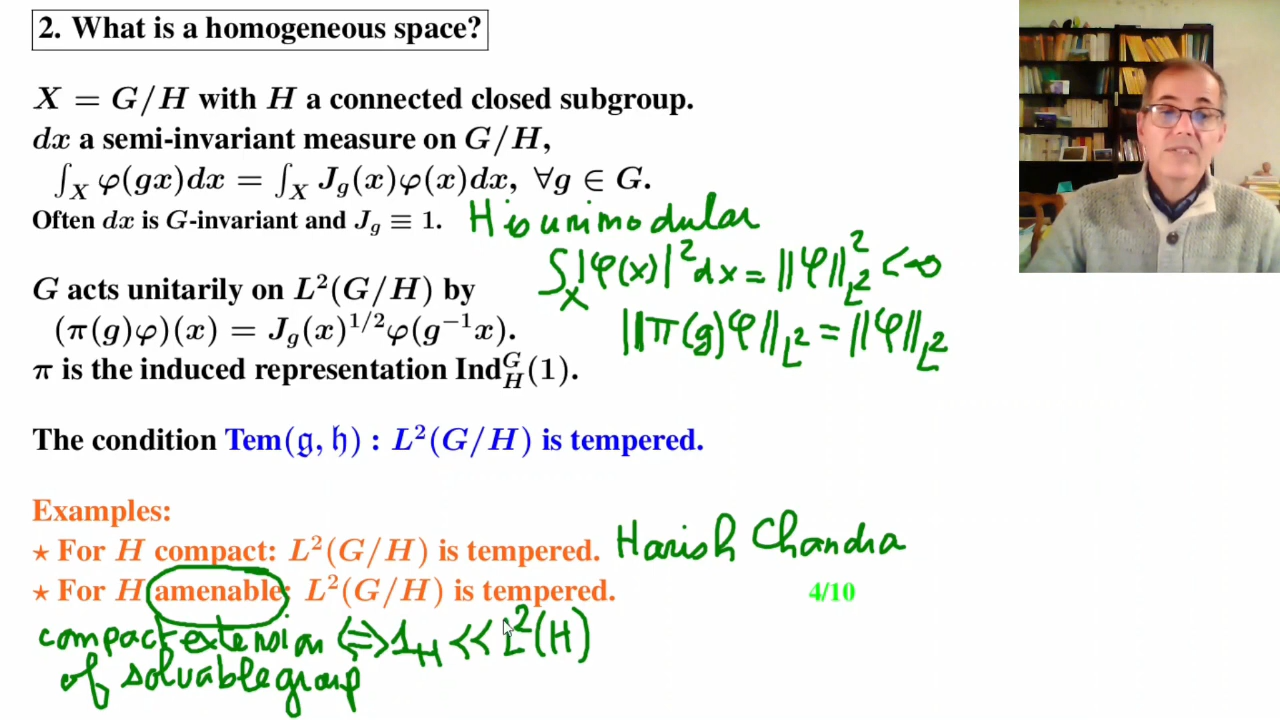 2. What is a homogeneous space?
X = G/H with H a connected closed subgroup.
dx a semi-invariant measure on G/H,
∫_X φ(gx)dx = ∫_X J_g(x)φ(x)dx, ∀g ∈ G.
Often dx is G-invariant and J_g ≡ 1. H is unimodular
∫_X |φ(x)|² dx = ||φ||²_{L²} < ∞
G acts unitarily on L²(G/H) by
(π(g)φ)(x) = J_g(x)^{1/2}φ(g⁻¹x).
||π(g)φ||_{L²} = ||φ||_{L²}
π is the induced representation Ind_H^G(1).
The condition Tem(𝔤, 𝔥) : L²(G/H) is tempered.
Examples:
⋆ For H compact: L²(G/H) is tempered. Harish Chandra
⋆ For H amenable: L²(G/H) is tempered.
4/10
compact extension ⇔ 1_H << L²(H)
of solvable group